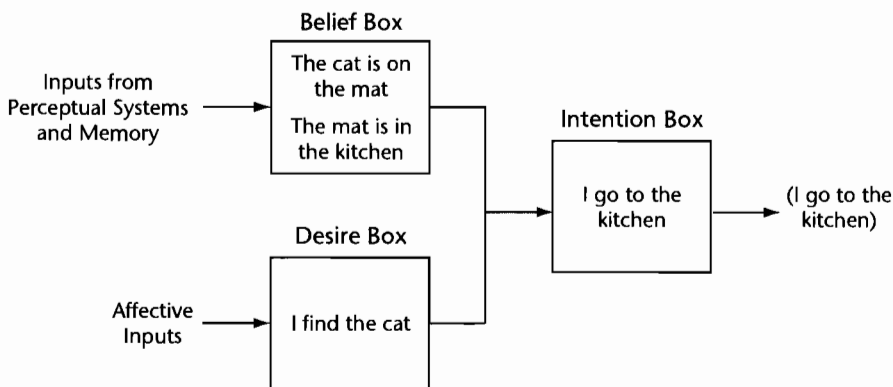 Belief Box
Inputs from
Perceptual Systems
and Memory
The cat is on
the mat
The mat is in
the kitchen
Desire Box
Affective
Inputs
I find the cat
Intention Box
I go to the
kitchen
(I go to the
kitchen)